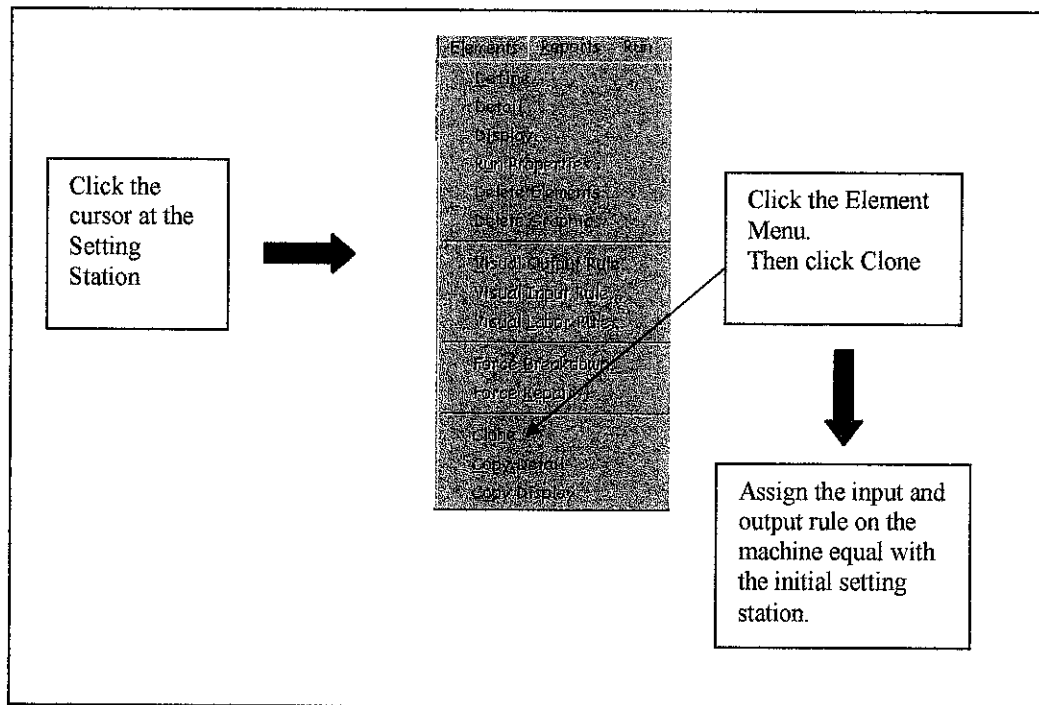 Elements Reports Run
Define...
Detail...
Display...
Run Properties...
Delete Elements
Delete Graphic
Visual Output Rule...
Visual Input Rule...
Visual Labor Rules
Force Breakdown...
Force Repair...
Clone
Copy Detail
Copy Display
Click the
cursor at the
Setting
Station
Click the Element
Menu.
Then click Clone
Assign the input and
output rule on the
machine equal with
the initial setting
station.